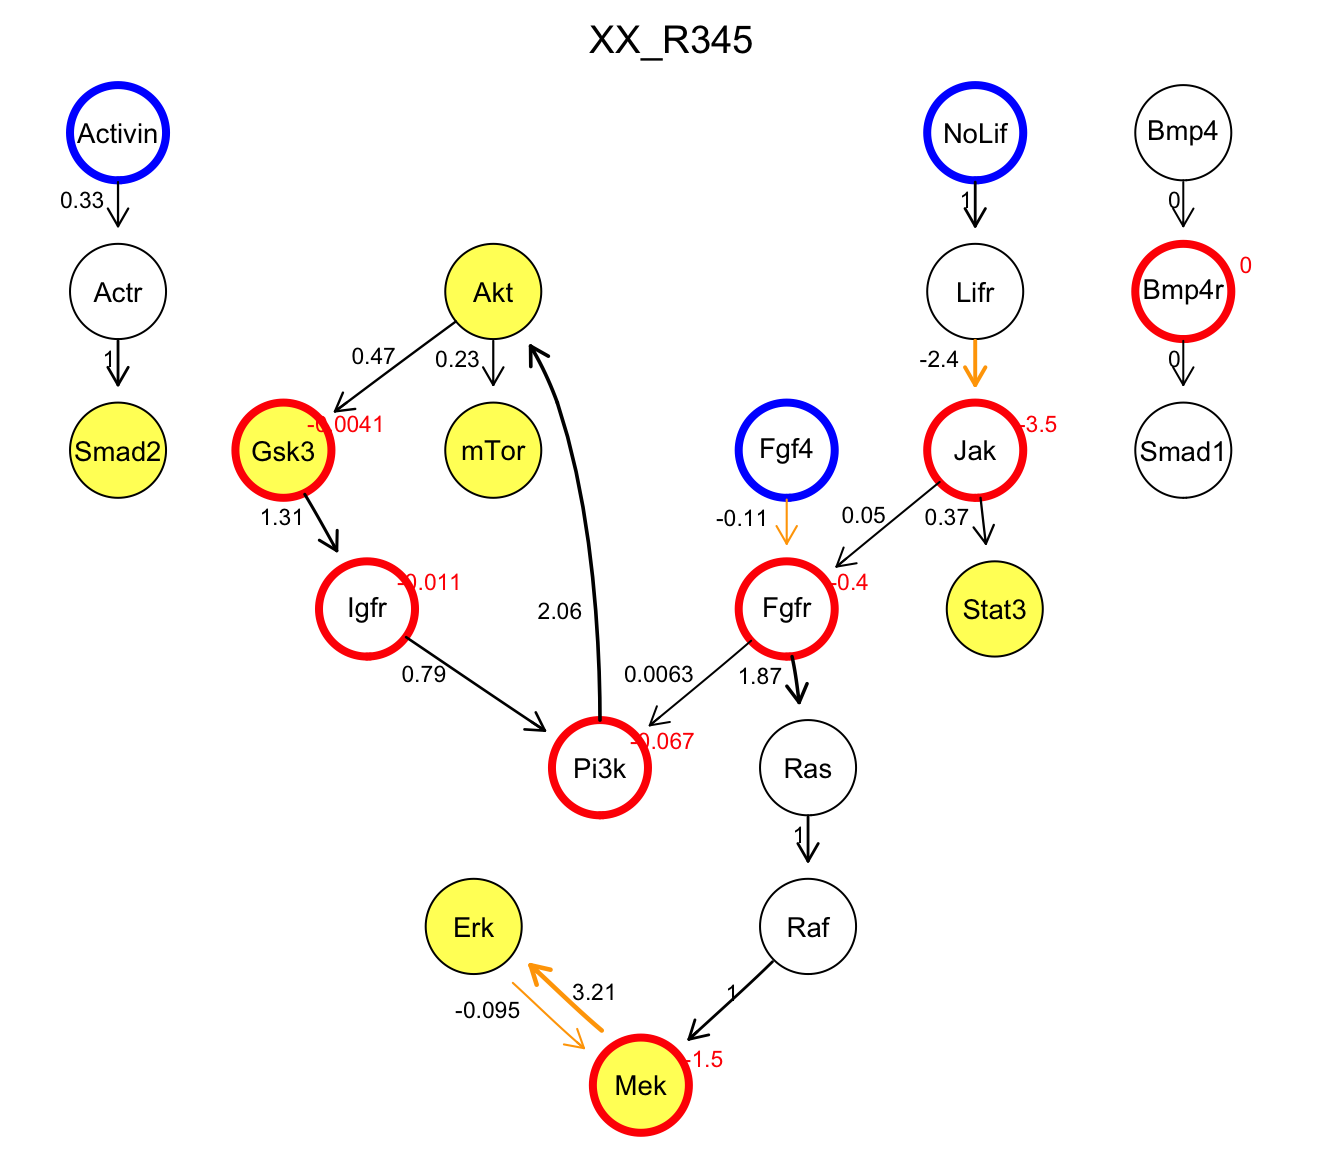 XX_R345
Activin
NoLif
Bmp4
0.33
1
0
Actr
Akt
Lifr
Bmp4r
0
1
0.47
0.23
-2.4
0
Smad2
Gsk3
-0.0041
mTor
Fgf4
Jak
-3.5
Smad1
1.31
-0.11
0.05
0.37
Igfr
-0.011
2.06
Fgfr
-0.4
Stat3
0.79
0.0063
1.87
Pi3k
-0.067
Ras
1
Erk
Raf
-0.095
3.21
1
Mek
-1.5